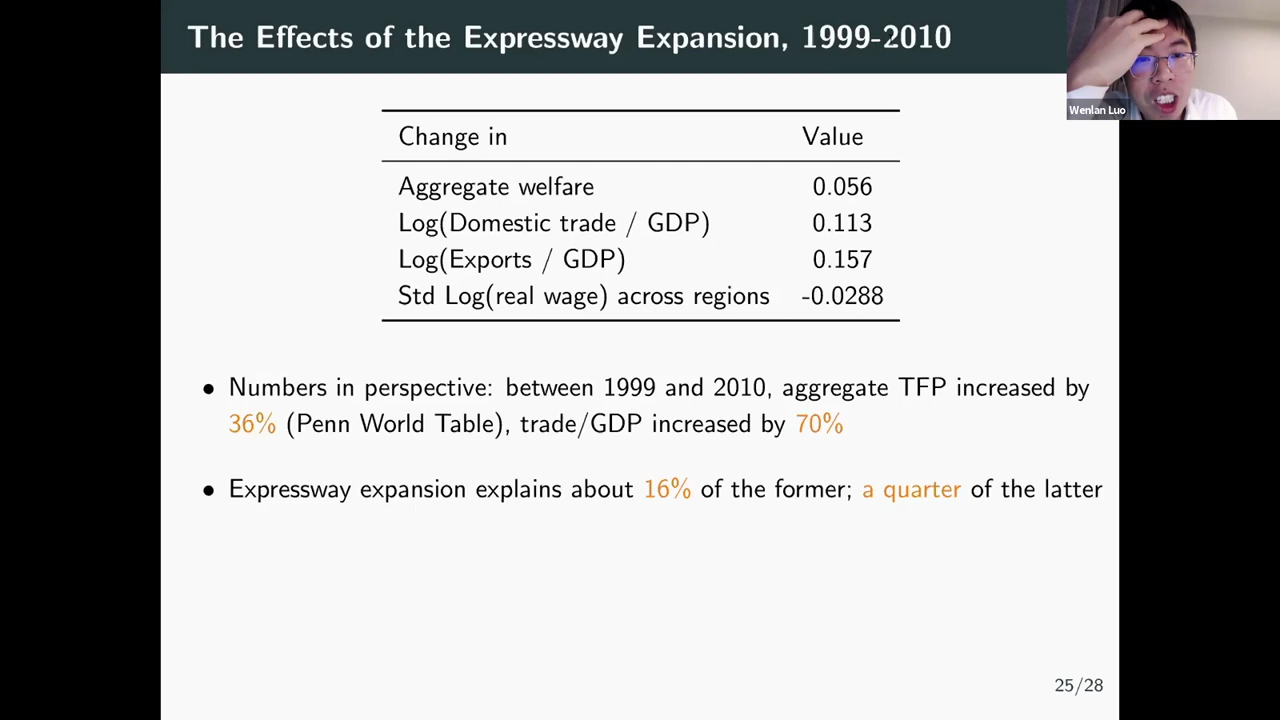 The Effects of the Expressway Expansion, 1999-2010
Wenlan Luo
Change in Value
Aggregate welfare 0.056
Log(Domestic trade / GDP) 0.113
Log(Exports / GDP) 0.157
Std Log(real wage) across regions -0.0288
• Numbers in perspective: between 1999 and 2010, aggregate TFP increased by
36% (Penn World Table), trade/GDP increased by 70%
• Expressway expansion explains about 16% of the former; a quarter of the latter
25/28